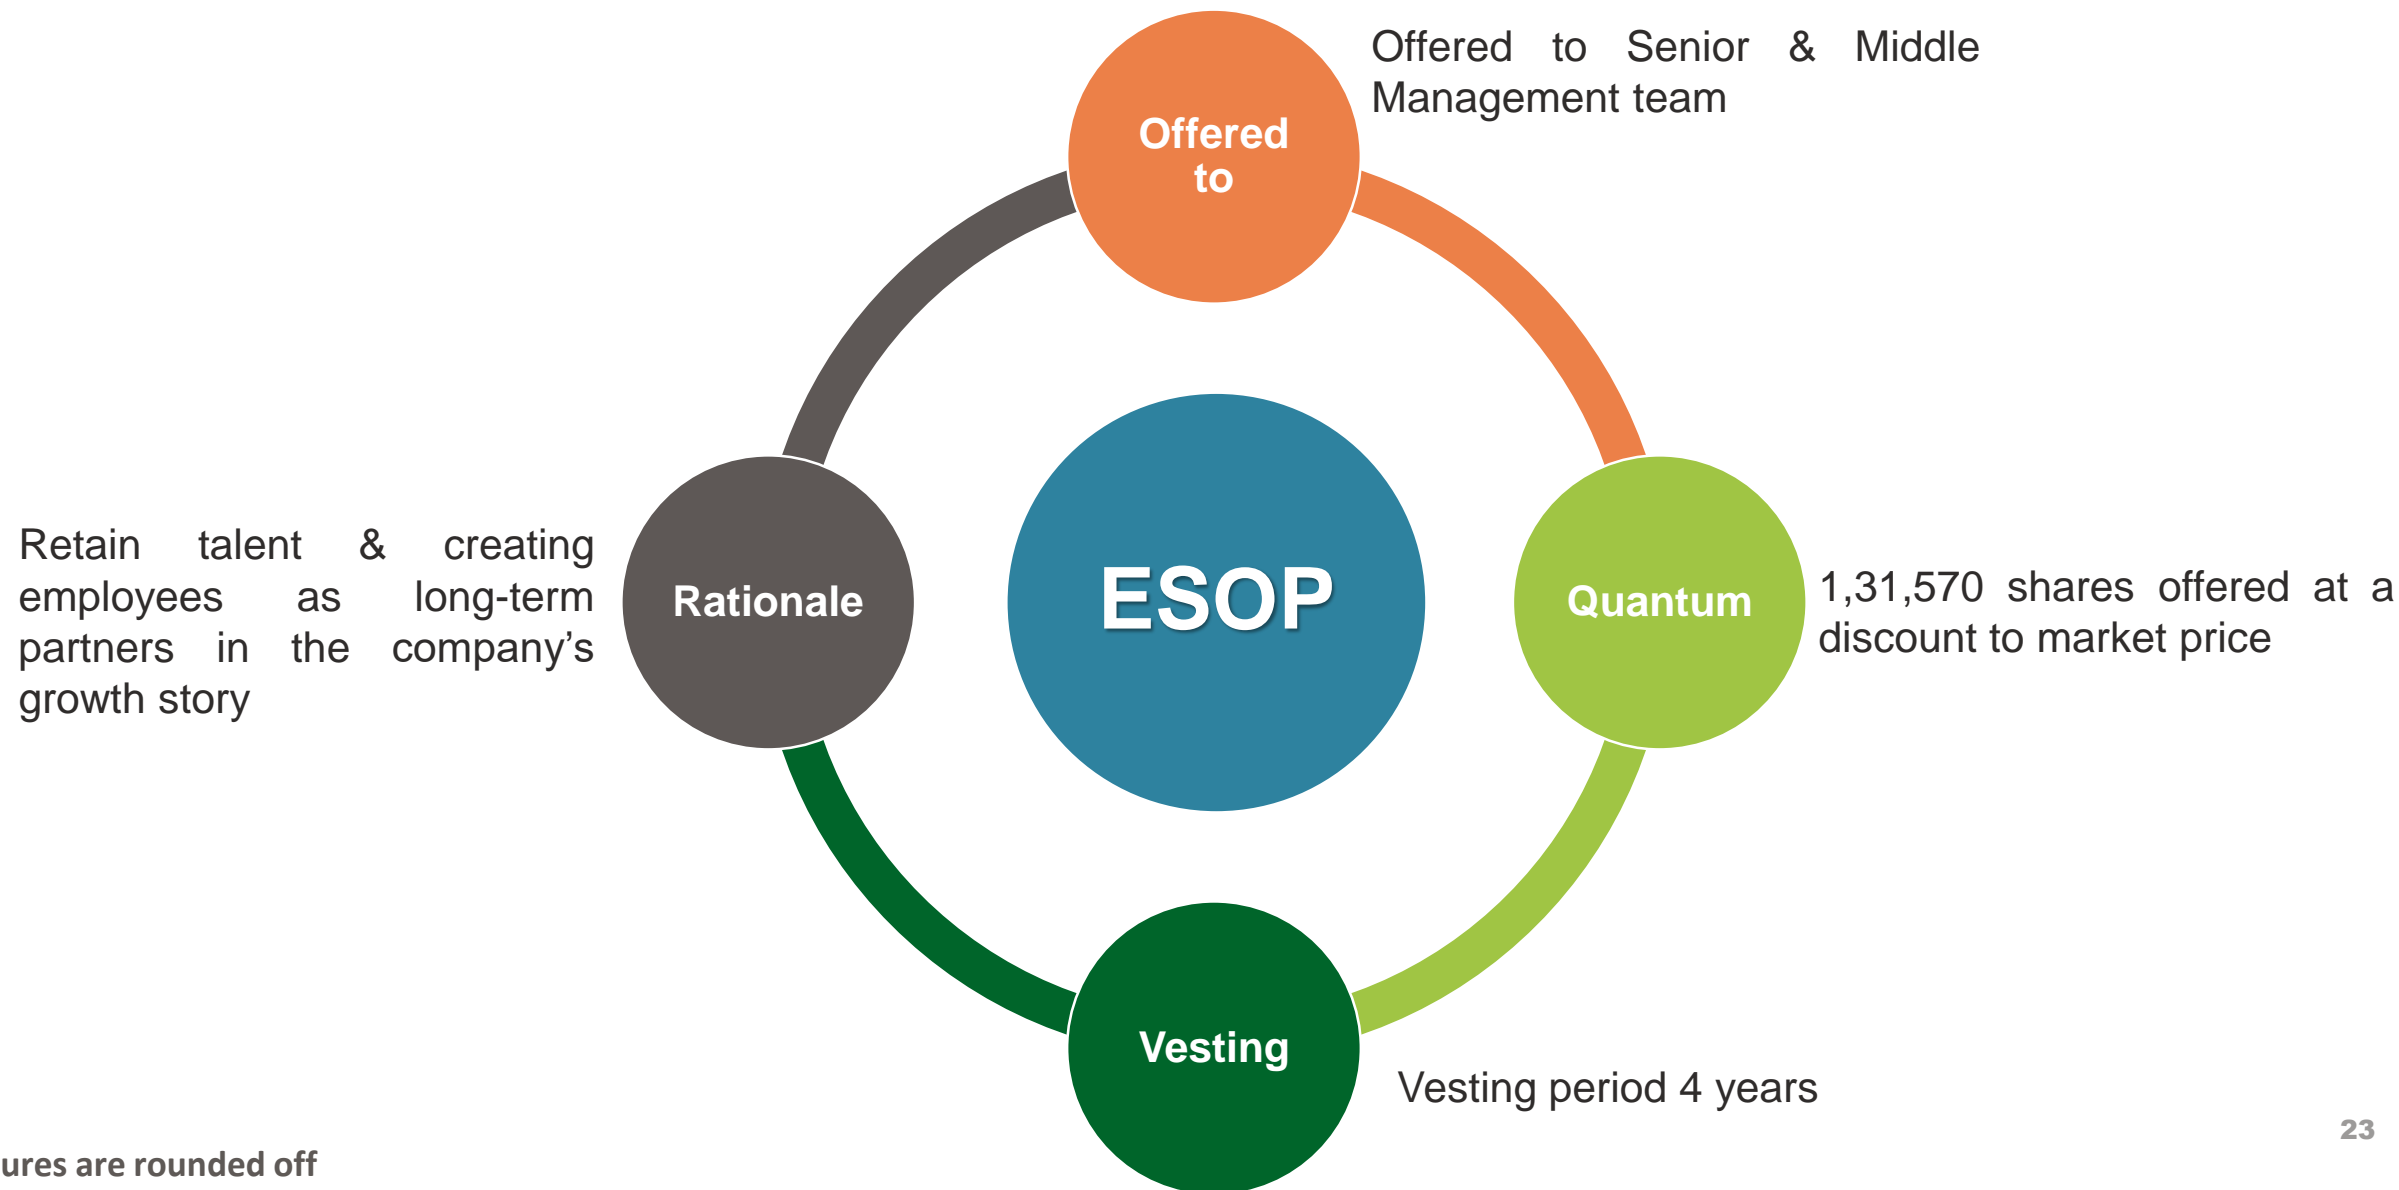 Offered to Senior & Middle
Management team
Offered
to
Retain talent & creating
employees as long-term
partners in the company’s
growth story
Rationale
ESOP
Quantum
1,31,570 shares offered at a
discount to market price
Vesting
Vesting period 4 years
23
are rounded off